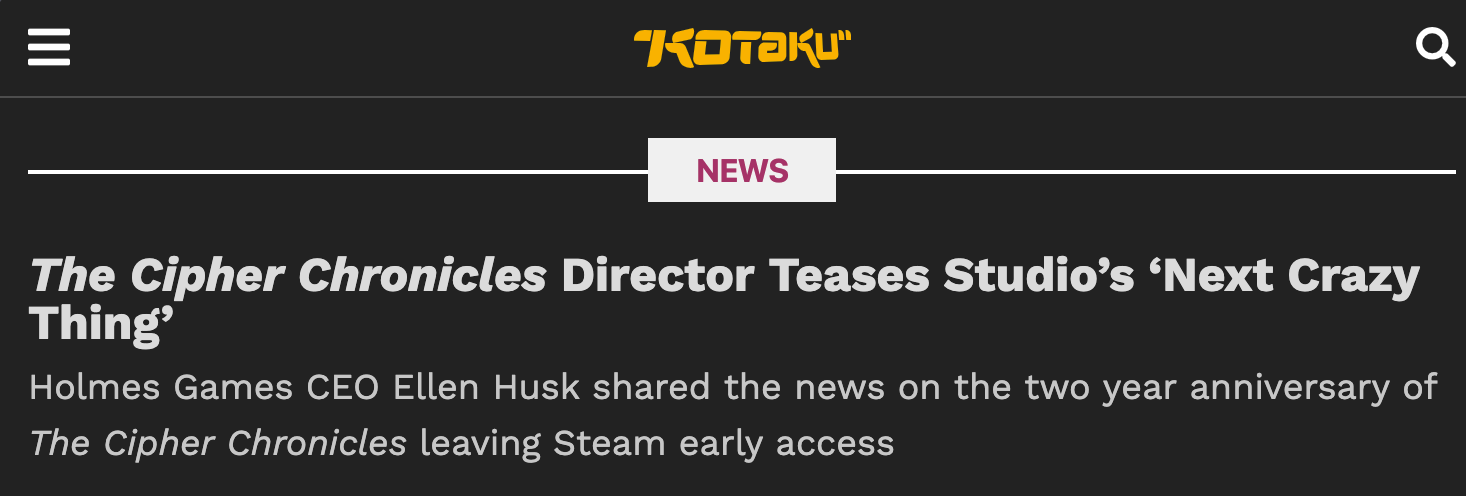 KOTAKU
NEWS
The Cipher Chronicles Director Teases Studio’s ‘Next Crazy
Thing’
Holmes Games CEO Ellen Husk shared the news on the two year anniversary of
The Cipher Chronicles leaving Steam early access